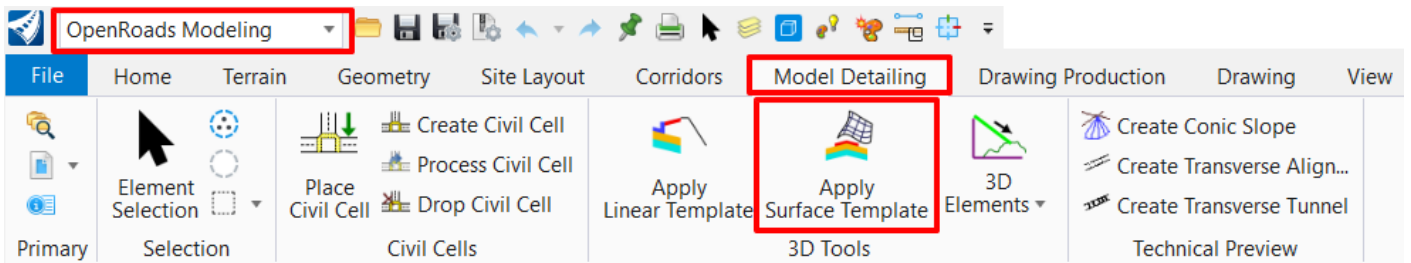 OpenRoads Modeling
File Home Terrain Geometry Site Layout Corridors Model Detailing Drawing Production Drawing View
Element
Selection
Place
Civil Cell
Create Civil Cell
Process Civil Cell
Drop Civil Cell
Apply
Linear Template
Apply
Surface Template
3D
Elements
Create Conic Slope
Create Transverse Align...
Create Transverse Tunnel
Primary Selection Civil Cells 3D Tools Technical Preview